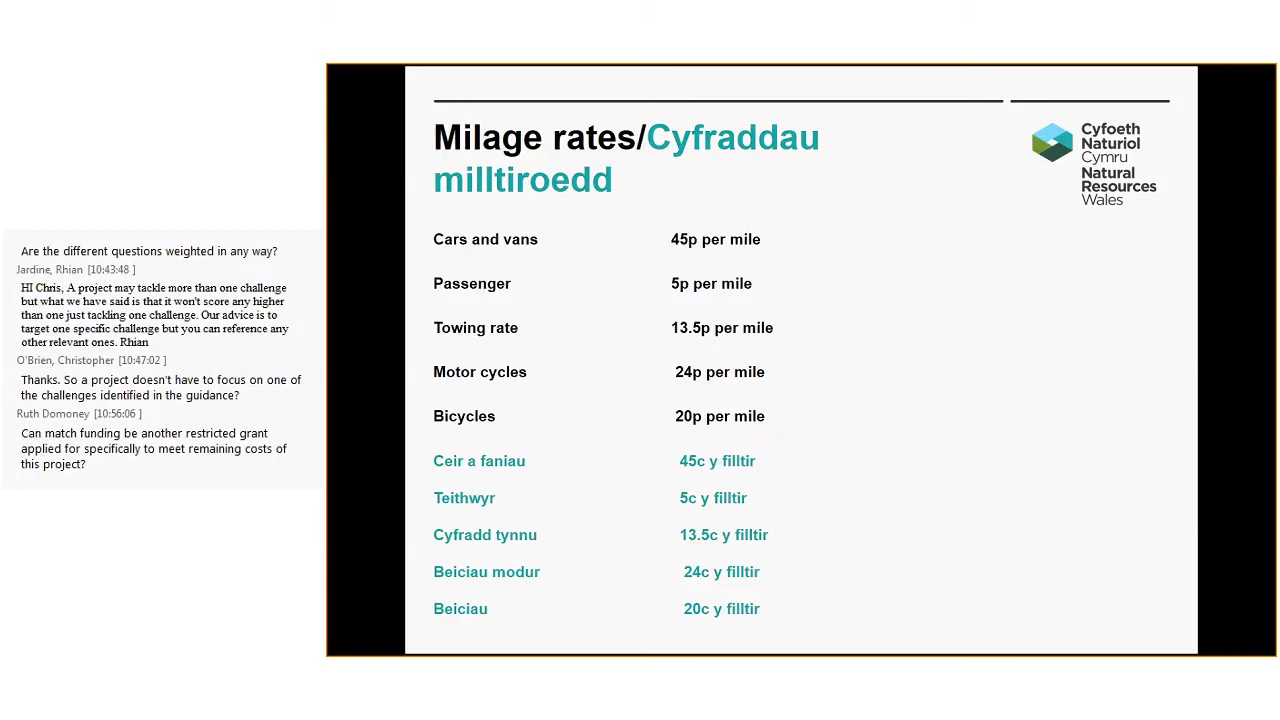 Are the different questions weighted in any way?
Jardine, Rhian [10:43:48 ]
HI Chris, A project may tackle more than one challenge
but what we have said is that it won't score any higher
than one just tackling one challenge. Our advice is to
target one specific challenge but you can reference any
other relevant ones. Rhian
O'Brien, Christopher [10:47:02 ]
Thanks. So a project doesn't have to focus on one of
the challenges identified in the guidance?
Ruth Domoney [10:56:06 ]
Can match funding be another restricted grant
applied for specifically to meet remaining costs of
this project?
Milage rates/Cyfraddau
milltiroedd
Cyfoeth
Naturiol
Cymru
Natural
Resources
Wales
Cars and vans 45p per mile
Passenger 5p per mile
Towing rate 13.5p per mile
Motor cycles 24p per mile
Bicycles 20p per mile
Ceir a faniau 45c y filltir
Teithwyr 5c y filltir
Cyfradd tynnu 13.5c y filltir
Beiciau modur 24c y filltir
Beiciau 20c y filltir